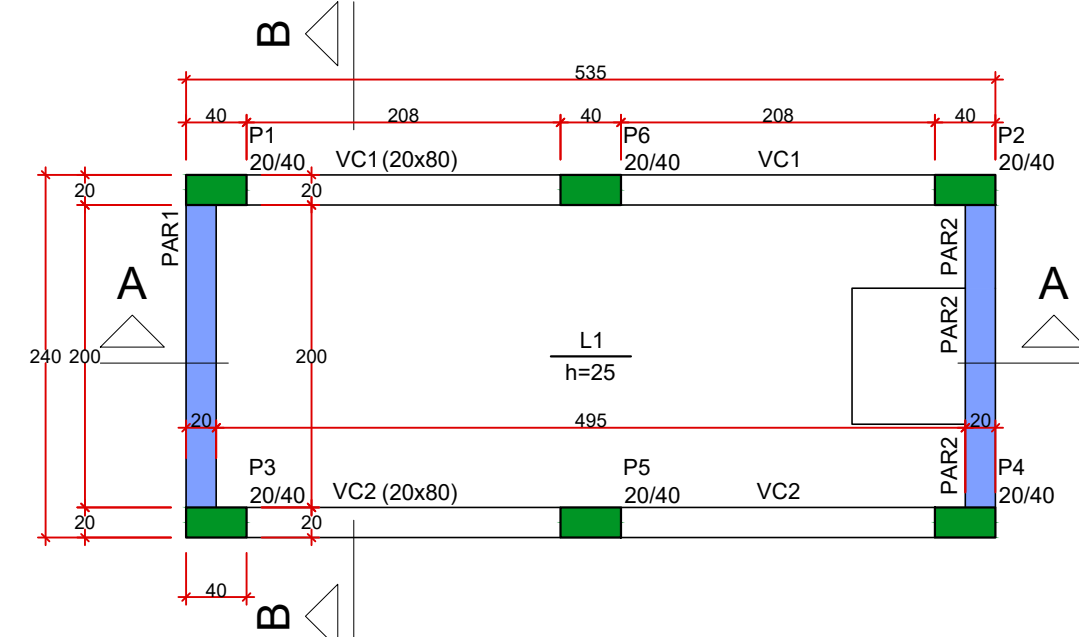 B
535
40 208 40 208 40
P1 P6 P2
20/40 VC1 (20x80) 20/40 VC1 20/40
20 20
PAR1 PAR2
A A
PAR2
L1
240 200 200
h=25
20 495 20
PAR2
P3 P5 P4
20/40 VC2 (20x80) 20/40 VC2 20/40
20 20
40
B